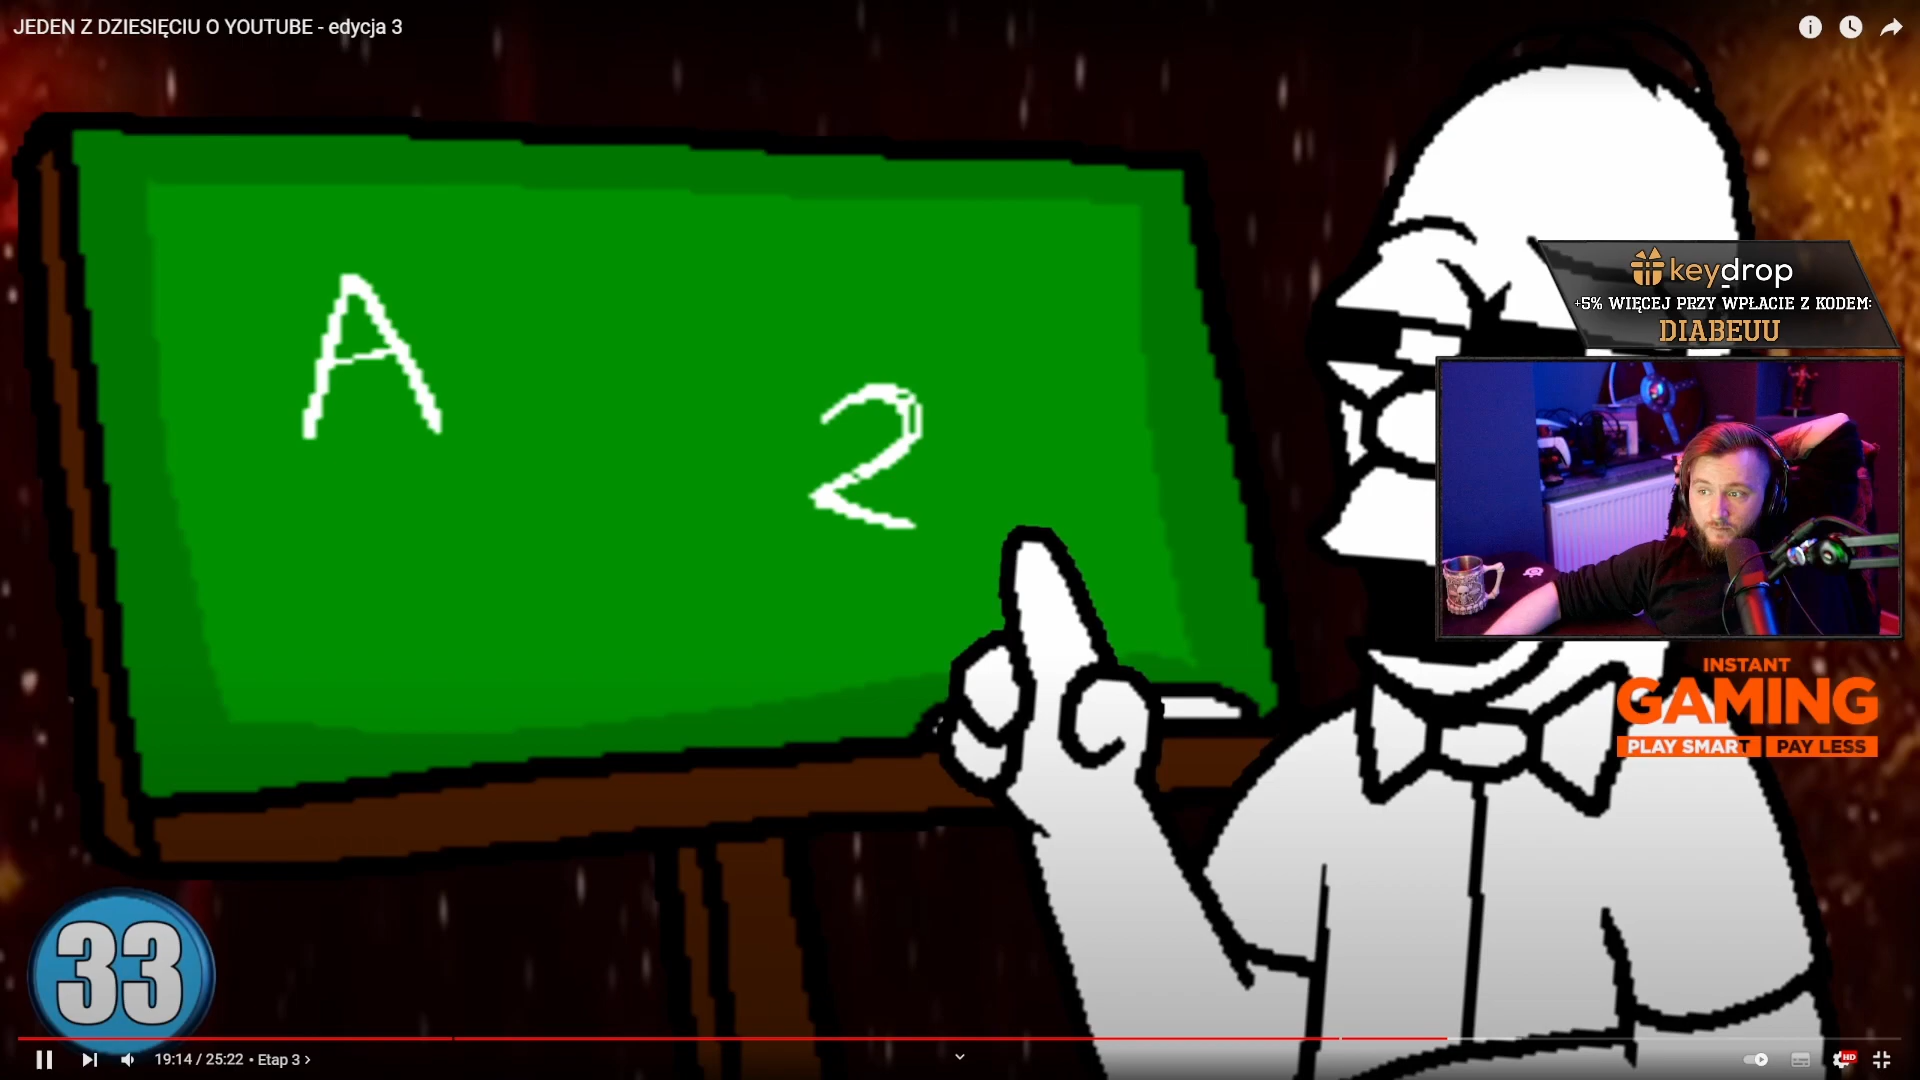 JEDEN Z DZIESIĘCIU O YOUTUBE - edycja 3
A
2
keydrop
+5% WIĘCEJ PRZY WPŁACIE Z KODEM:
DIABEUU
INSTANT
GAMING
PLAY SMART PAY LESS
33
19:14 / 25:22 • Etap 3 >
HD